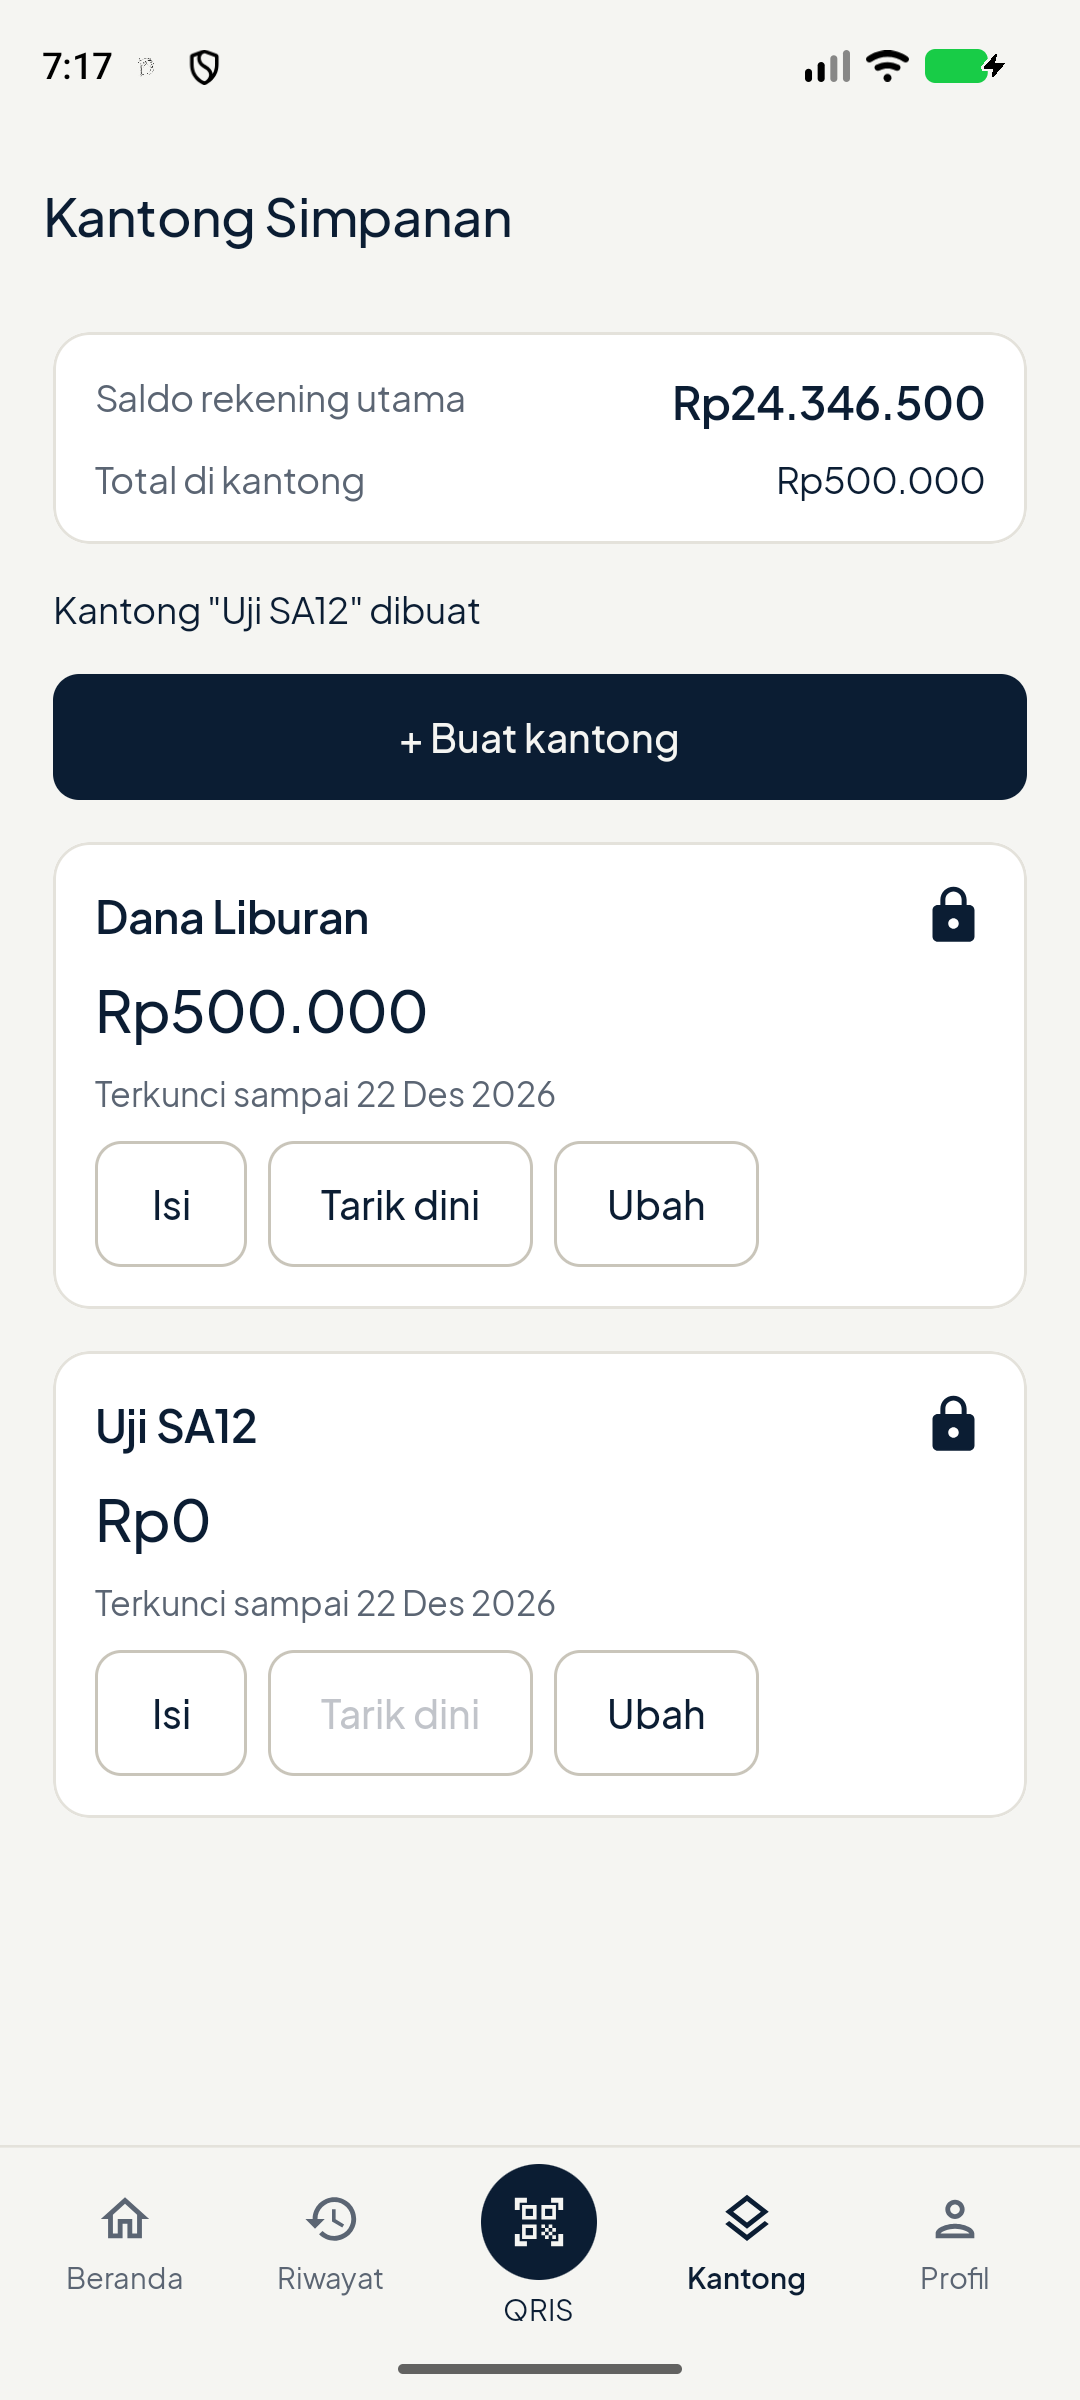 7:17
Kantong Simpanan
Saldo rekening utama Rp24.346.500
Total di kantong Rp500.000
Kantong "Uji SA12" dibuat
+ Buat kantong
Dana Liburan
Rp500.000
Terkunci sampai 22 Des 2026
Isi Tarik dini Ubah
Uji SA12
Rp0
Terkunci sampai 22 Des 2026
Isi Tarik dini Ubah
Beranda Riwayat QRIS Kantong Profil